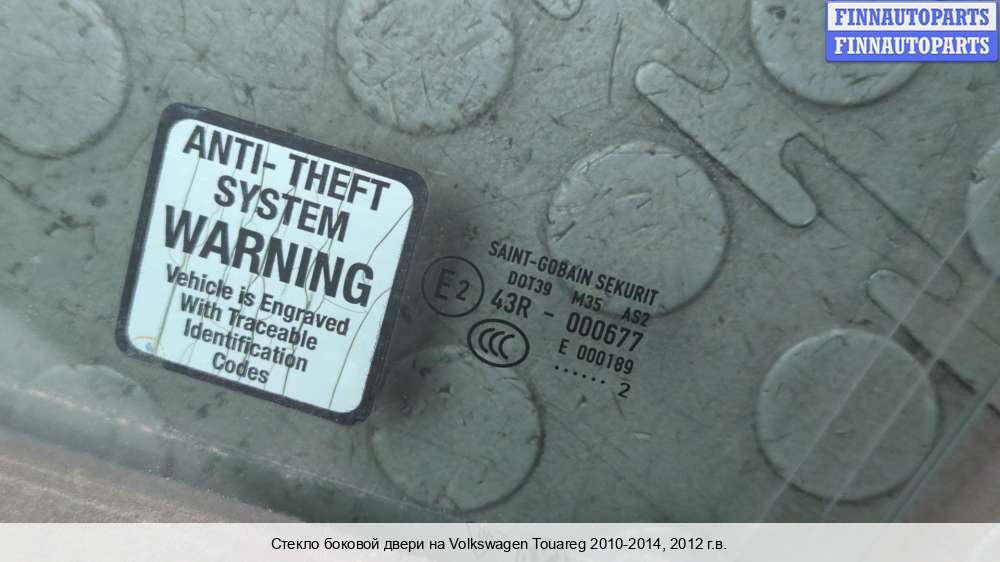 FINNAUTOPARTS
FINNAUTOPARTS
ANTI- THEFT
SYSTEM
WARNING
Vehicle is Engraved
With Traceable
Identification
Codes
SAINT-GOBAIN SEKURIT
DOT39 M35 AS2
E2 43R - 000677
CCC E 000189
...... 2
Стекло боковой двери на Volkswagen Touareg 2010-2014, 2012 г.в.